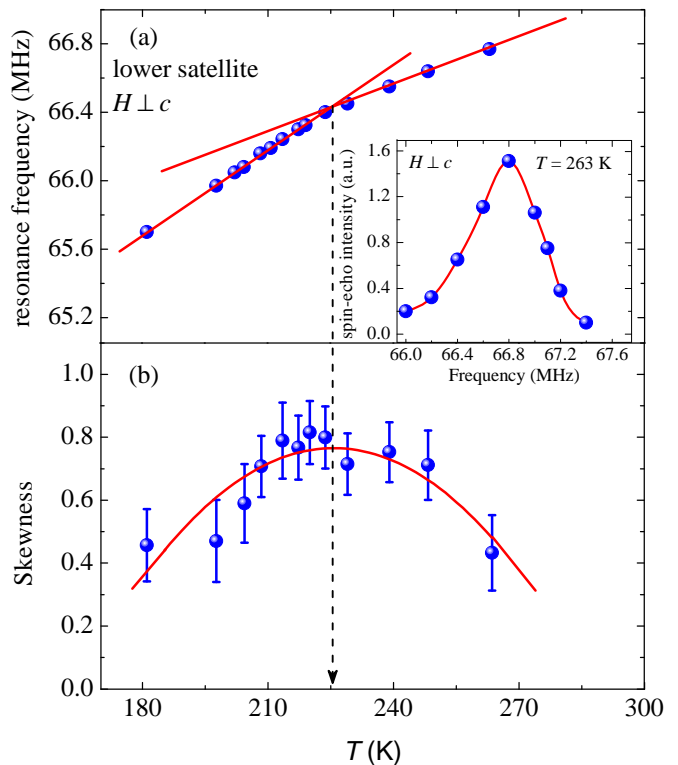 (a)
lower satellite
H ⊥ c
resonance frequency (MHz)
66.8
66.4
66.0
65.6
65.2
H ⊥ c
T = 263 K
spin-echo intensity (a.u.)
1.6
1.2
0.8
0.4
0.0
66.0 66.4 66.8 67.2 67.6
Frequency (MHz)
(b)
Skewness
1.0
0.8
0.6
0.4
0.2
0.0
180 210 240 270 300
T (K)